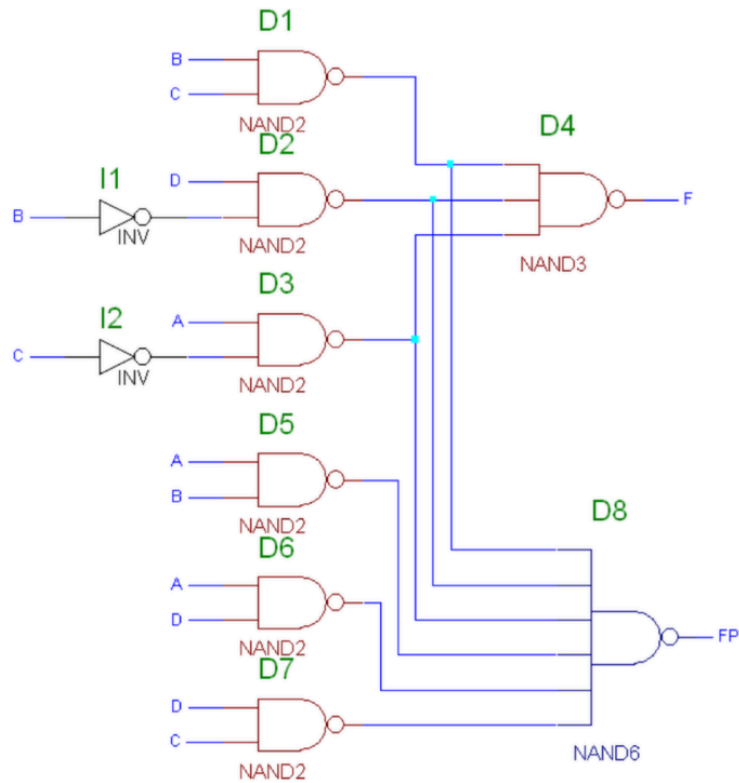 D1
B
C
NAND2
D2
D
I1
B
INV
NAND2
D3
A
I2
C
INV
NAND2
D4
F
NAND3
D5
A
B
NAND2
D6
A
D
NAND2
D7
D
C
NAND2
D8
FP
NAND6